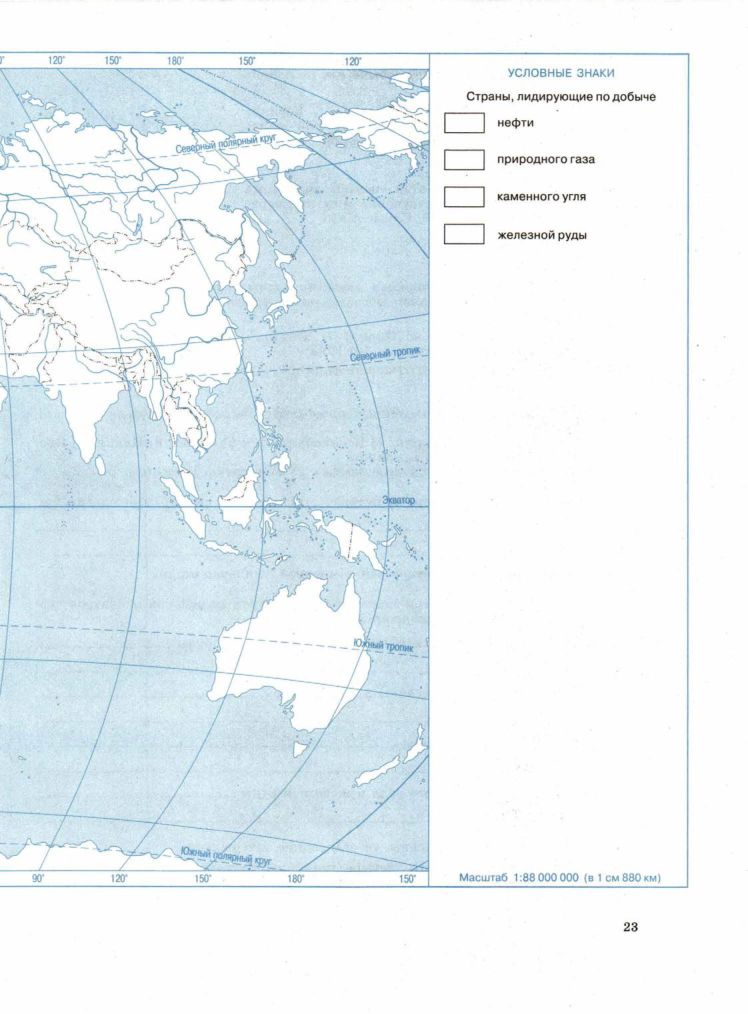 120° 150° 180° 150° 120°
УСЛОВНЫЕ ЗНАКИ
Страны, лидирующие по добыче
нефти
природного газа
каменного угля
железной руды
Северный полярный круг
Северный тропик
Экватор
Южный тропик
Южный полярный круг
90° 120° 150° 180° 150°
Масштаб 1:88 000 000 (в 1 см 880 км)
23